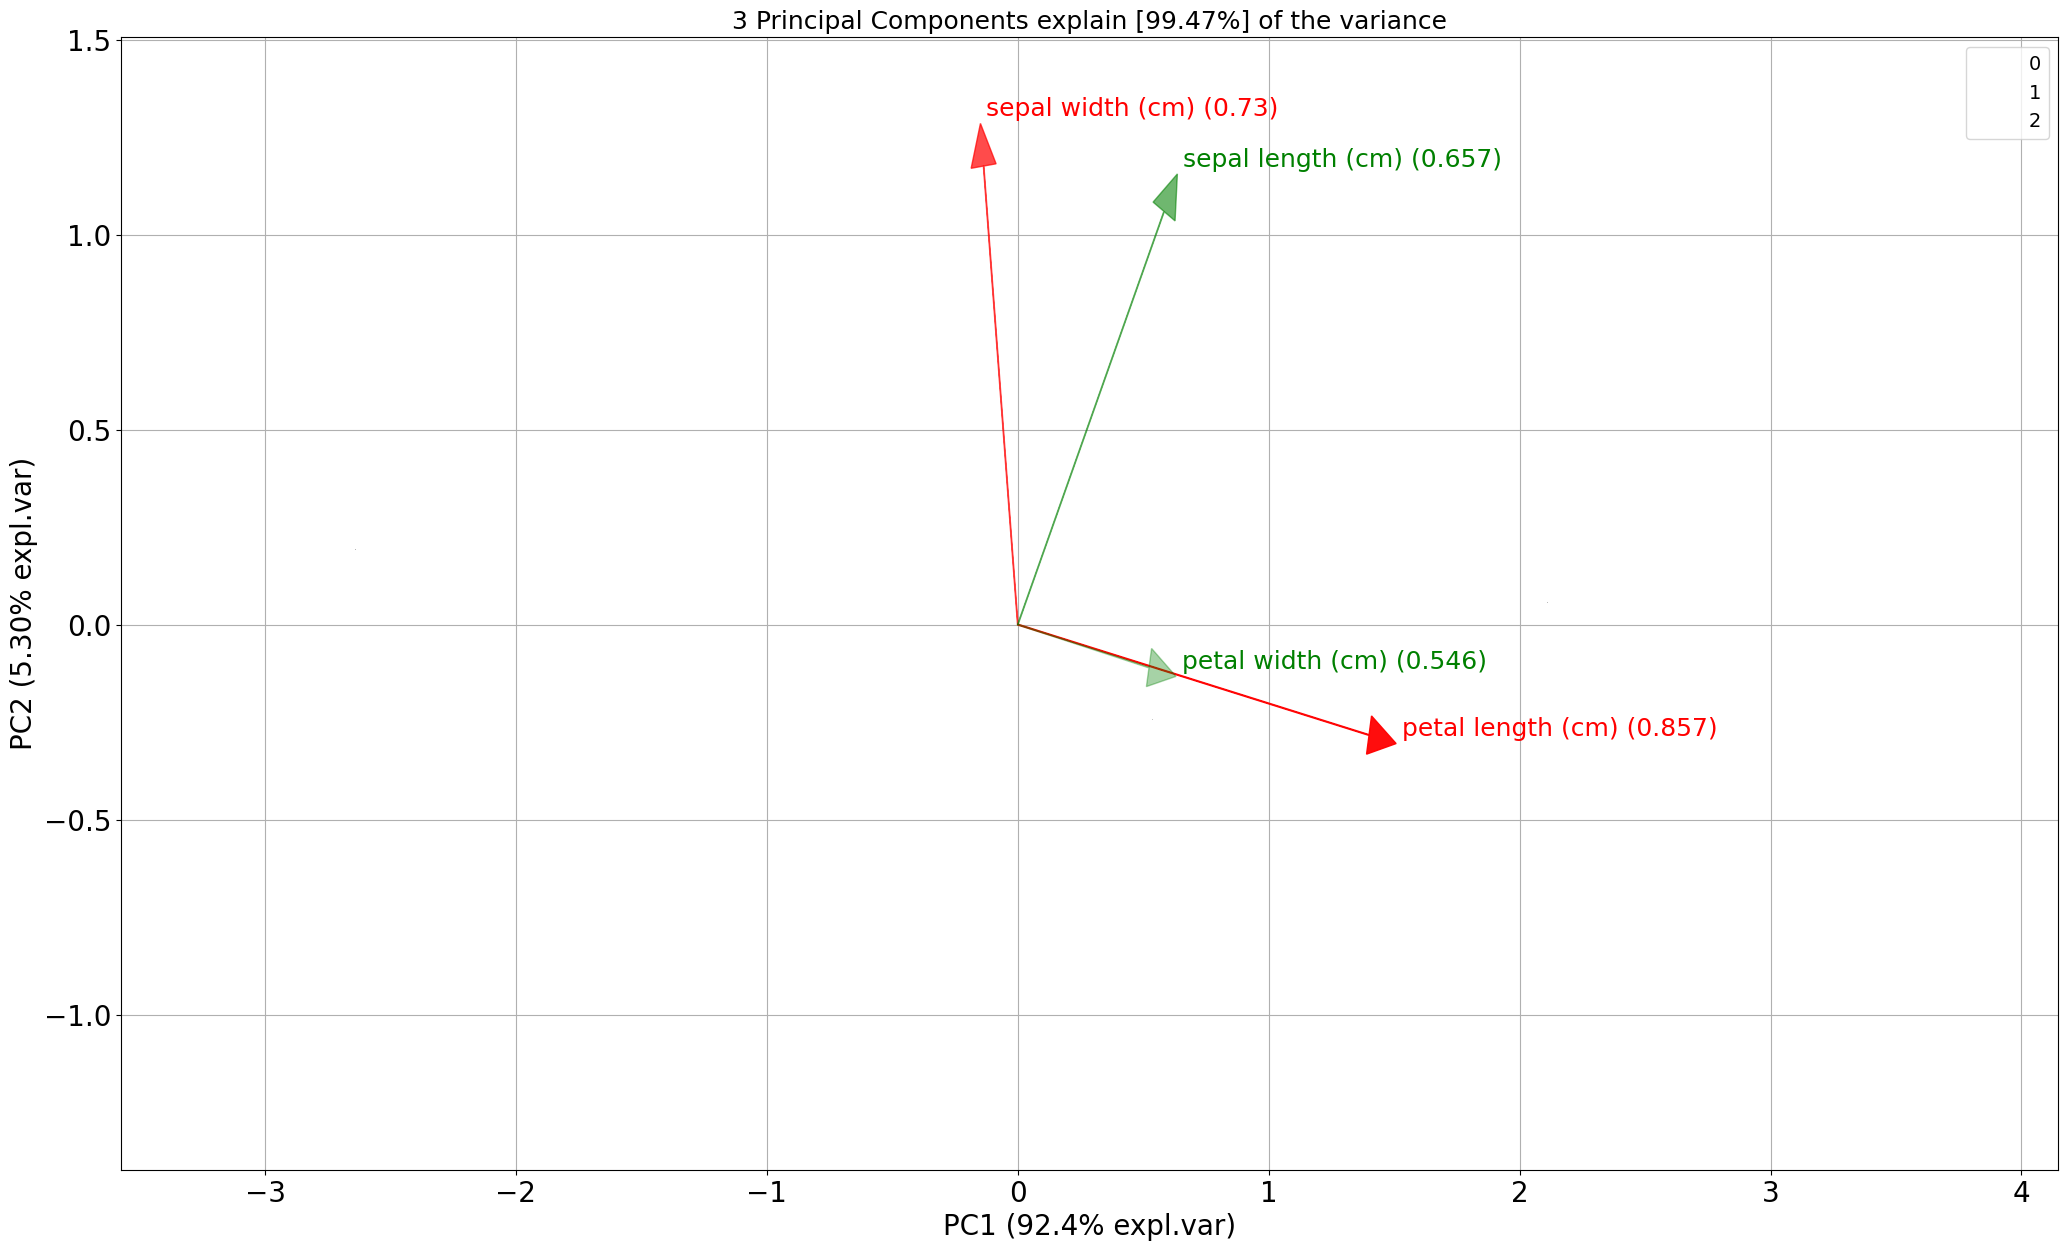 3 Principal Components explain [99.47%] of the variance
1.5
1.0
0.5
0.0
−0.5
−1.0
PC2 (5.30% expl.var)
0
1
2
sepal width (cm) (0.73)
sepal length (cm) (0.657)
petal width (cm) (0.546)
petal length (cm) (0.857)
−3 −2 −1 0 1 2 3 4
PC1 (92.4% expl.var)